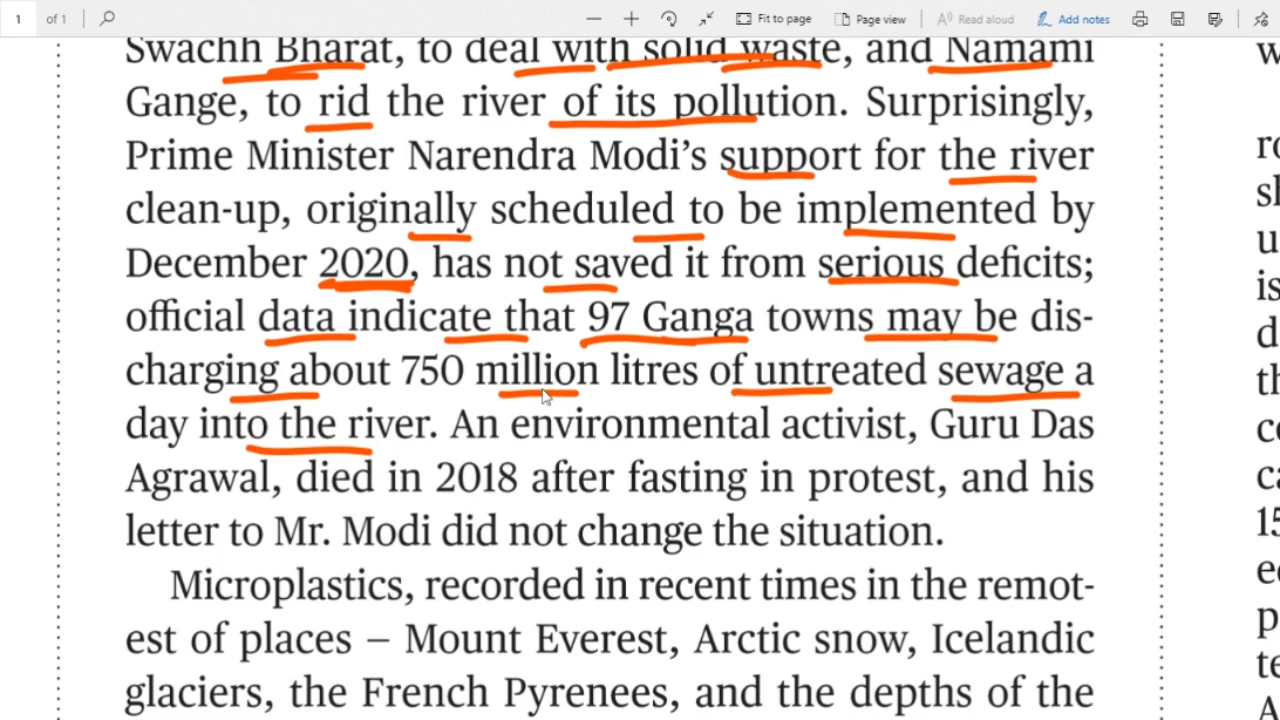 1 of 1 Fit to page Page view Read aloud Add notes
Swachh Bharat, to deal with solid waste, and Namami
Gange, to rid the river of its pollution. Surprisingly,
Prime Minister Narendra Modi’s support for the river
clean-up, originally scheduled to be implemented by
December 2020, has not saved it from serious deficits;
official data indicate that 97 Ganga towns may be dis-
charging about 750 million litres of untreated sewage a
day into the river. An environmental activist, Guru Das
Agrawal, died in 2018 after fasting in protest, and his
letter to Mr. Modi did not change the situation.
Microplastics, recorded in recent times in the remot-
est of places – Mount Everest, Arctic snow, Icelandic
glaciers, the French Pyrenees, and the depths of the